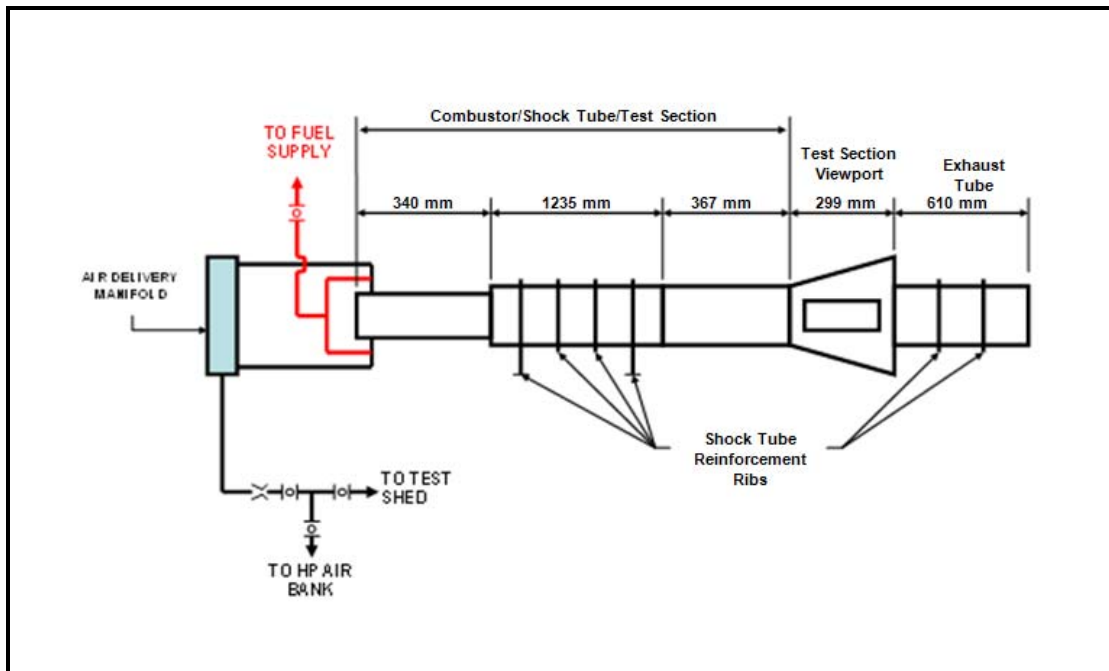 Combustor/Shock Tube/Test Section
TO FUEL
SUPPLY
Test Section
Viewport
Exhaust
Tube
340 mm
1235 mm
367 mm
299 mm
610 mm
AIR DELIVERY
MANIFOLD
Shock Tube
Reinforcement
Ribs
TO TEST
SHED
TO HP AIR
BANK